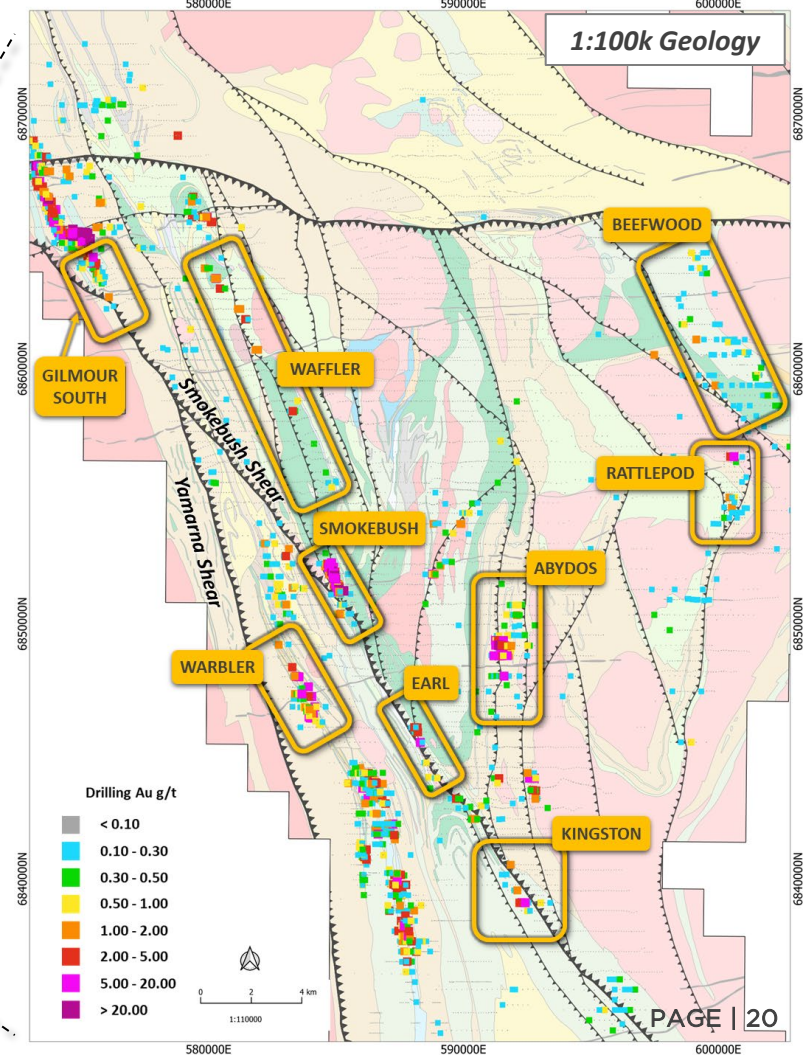 580000E
590000E
600000E
1:100k Geology
6870000N
6870000N
BEEFWOOD
GILMOUR
SOUTH
WAFFLER
6860000N
6860000N
Smokebush Shear
Yamarna Shear
RATTLEPOD
SMOKEBUSH
ABYDOS
6850000N
6850000N
WARBLER
EARL
Drilling Au g/t
< 0.10
0.10 - 0.30
0.30 - 0.50
0.50 - 1.00
1.00 - 2.00
2.00 - 5.00
5.00 - 20.00
> 20.00
KINGSTON
6840000N
6840000N
0 2 4 km
1:110000
PAGE | 20
580000E
590000E
600000E